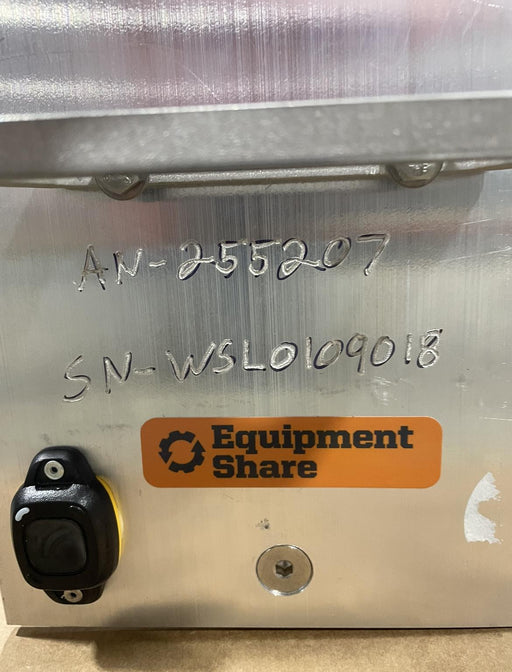 AN-255207
SN-WSL0109018
Equipment
Share